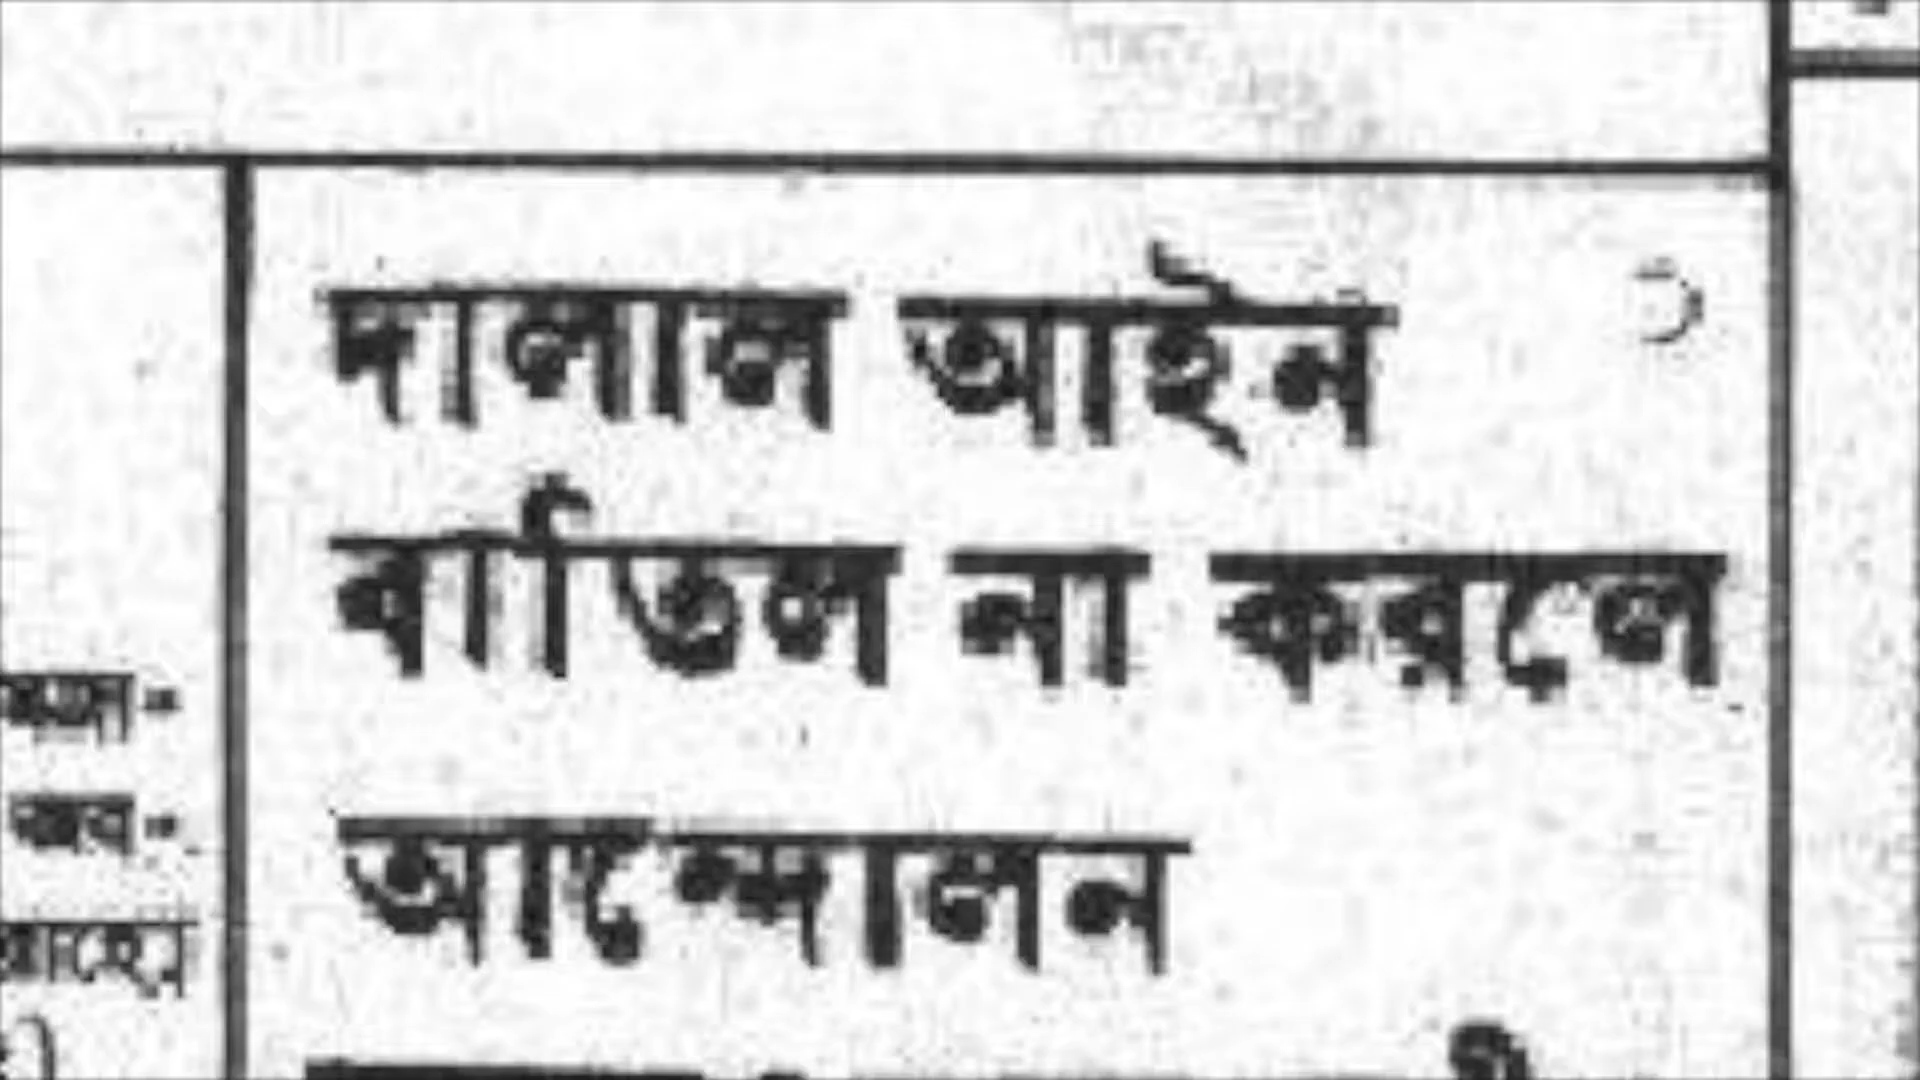 দালাল আইন
বাতিল না করলে
আন্দোলন